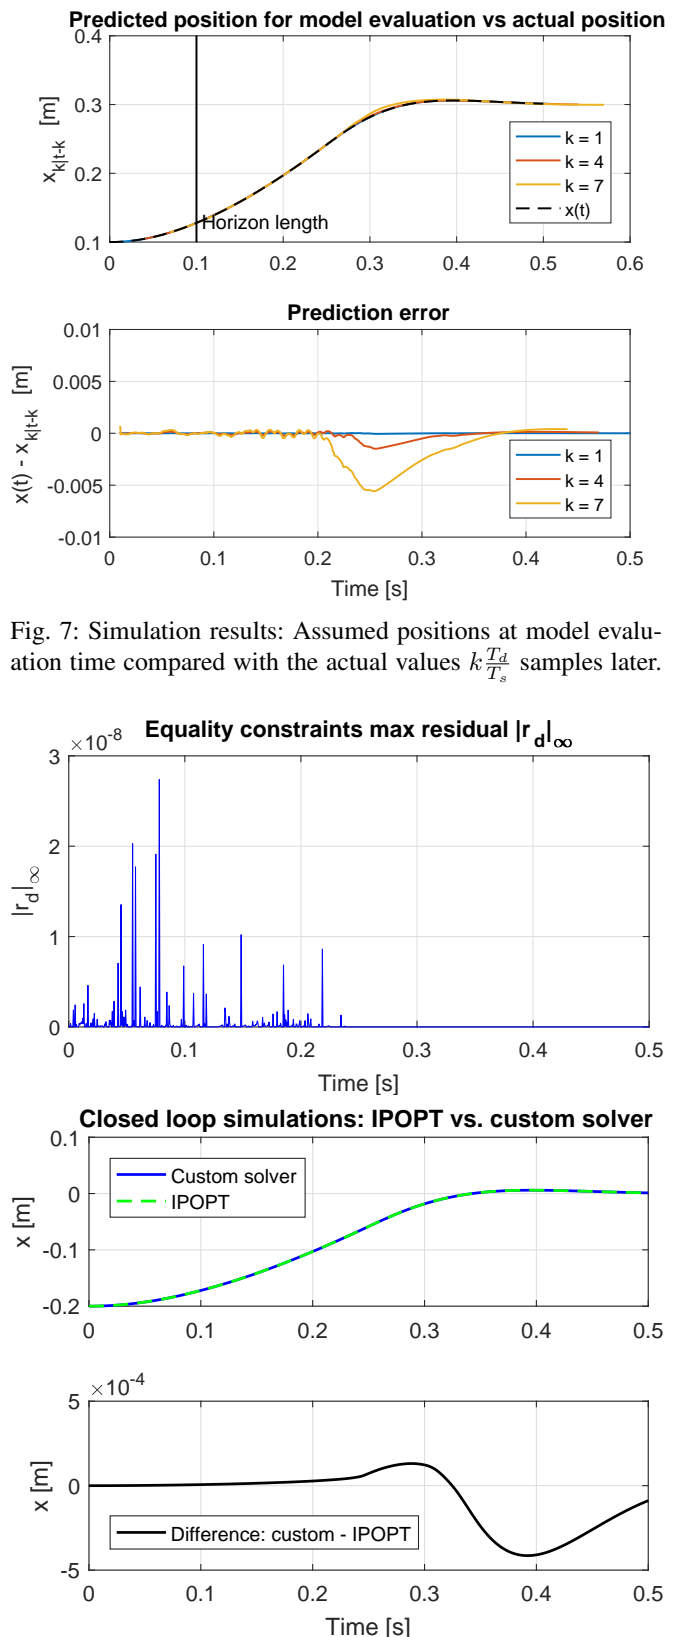 Predicted position for model evaluation vs actual position
0.4
0.3
0.2
0.1
x_{k|t-k} [m]
Horizon length
k = 1
k = 4
k = 7
x(t)
0 0.1 0.2 0.3 0.4 0.5 0.6
Prediction error
0.01
0.005
0
-0.005
-0.01
x(t) - x_{k|t-k} [m]
k = 1
k = 4
k = 7
0 0.1 0.2 0.3 0.4 0.5
Time [s]
Fig. 7: Simulation results: Assumed positions at model evalu-
ation time compared with the actual values k\frac{T_d}{T_s} samples later.
Equality constraints max residual |r_d|_∞
×10^{-8}
3
2
1
0
|r_d|_∞
0 0.1 0.2 0.3 0.4 0.5
Time [s]
Closed loop simulations: IPOPT vs. custom solver
0.1
0
-0.1
-0.2
x [m]
Custom solver
IPOPT
0 0.1 0.2 0.3 0.4 0.5
×10^{-4}
5
0
-5
x [m]
Difference: custom - IPOPT
0 0.1 0.2 0.3 0.4 0.5
Time [s]